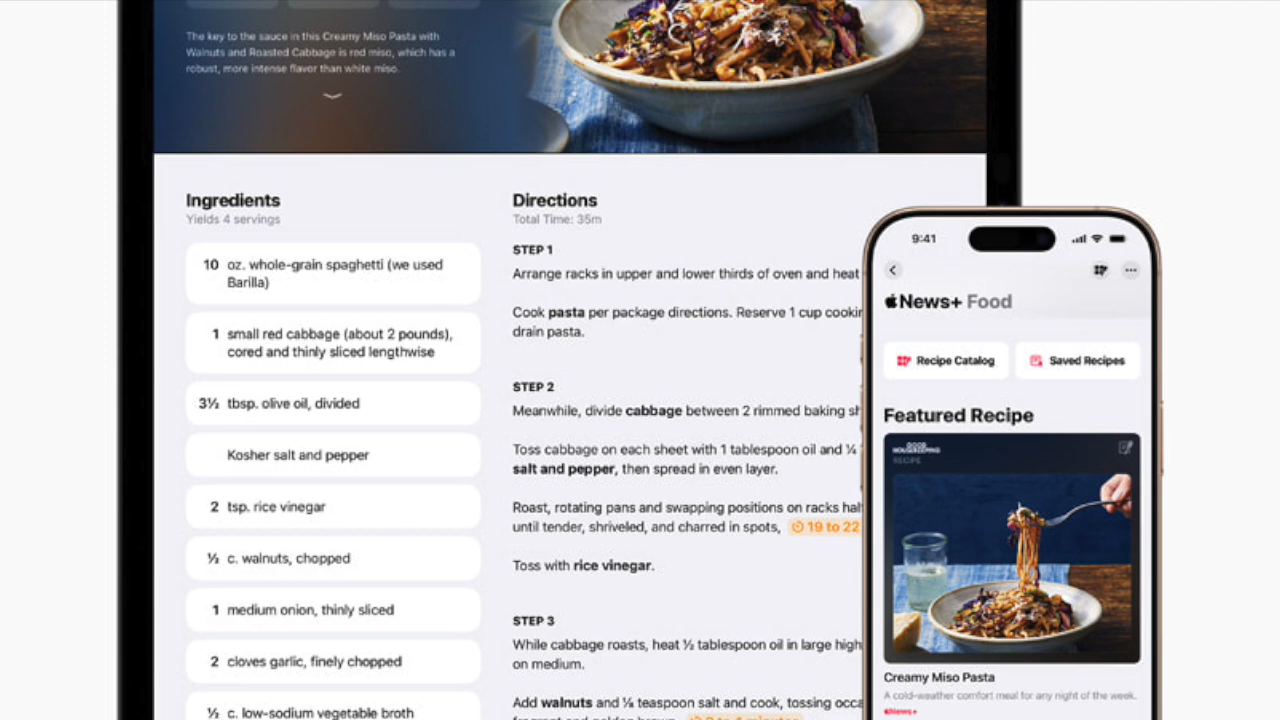 The key to the sauce in this Creamy Miso Pasta with
Walnuts and Roasted Cabbage is red miso, which has a
robust, more intense flavor than white miso.
Ingredients
Yields 4 servings
10 oz. whole-grain spaghetti (we used
Barilla)
1 small red cabbage (about 2 pounds),
cored and thinly sliced lengthwise
3½ tbsp. olive oil, divided
Kosher salt and pepper
2 tsp. rice vinegar
½ c. walnuts, chopped
1 medium onion, thinly sliced
2 cloves garlic, finely chopped
½ c. low-sodium vegetable broth
Directions
Total Time: 35m
STEP 1
Arrange racks in upper and lower thirds of oven and heat
Cook pasta per package directions. Reserve 1 cup
drain pasta.
STEP 2
Meanwhile, divide cabbage between 2 rimmed baking
Toss cabbage on each sheet with 1 tablespoon oil and ¼
salt and pepper, then spread in even layer.
Roast, rotating pans and swapping positions on racks
until tender, shriveled, and charred in spots, 19 to 22
Toss with rice vinegar.
STEP 3
While cabbage roasts, heat ½ tablespoon oil in large
on medium.
Add walnuts and ⅛ teaspoon salt and cook, tossing
9:41
News+ Food
Recipe Catalog
Saved Recipes
Featured Recipe
GOOD
HOUSEKEEPING
RECIPE
Creamy Miso Pasta
A cold-weather comfort meal for any night of the week.
News+